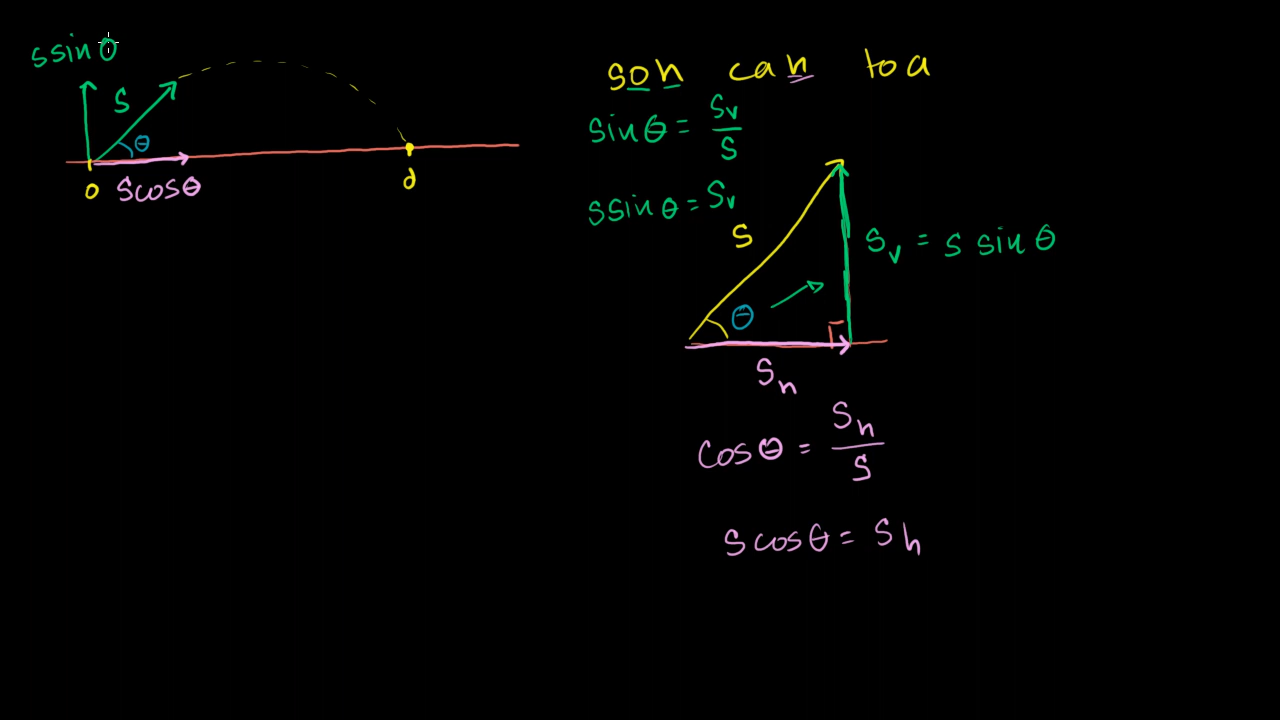 s sin θ
S
θ
0
S cos θ
d
soh cah toa
sin θ = Sv/S
s sin θ = Sv
S
Sv = s sin θ
θ
Sh
cos θ = Sh/S
S cos θ = Sh